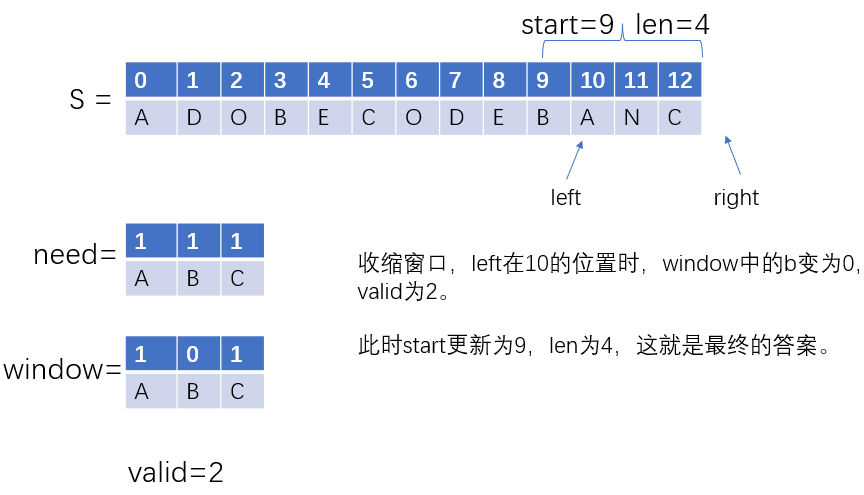 start=9 len=4
S =
0 1 2 3 4 5 6 7 8 9 10 11 12
A D O B E C O D E B A N C
left
right
need=
1 1 1
A B C
收缩窗口，left在10的位置时，window中的b变为0，
valid为2。
此时start更新为9，len为4，这就是最终的答案。
window=
1 0 1
A B C
valid=2